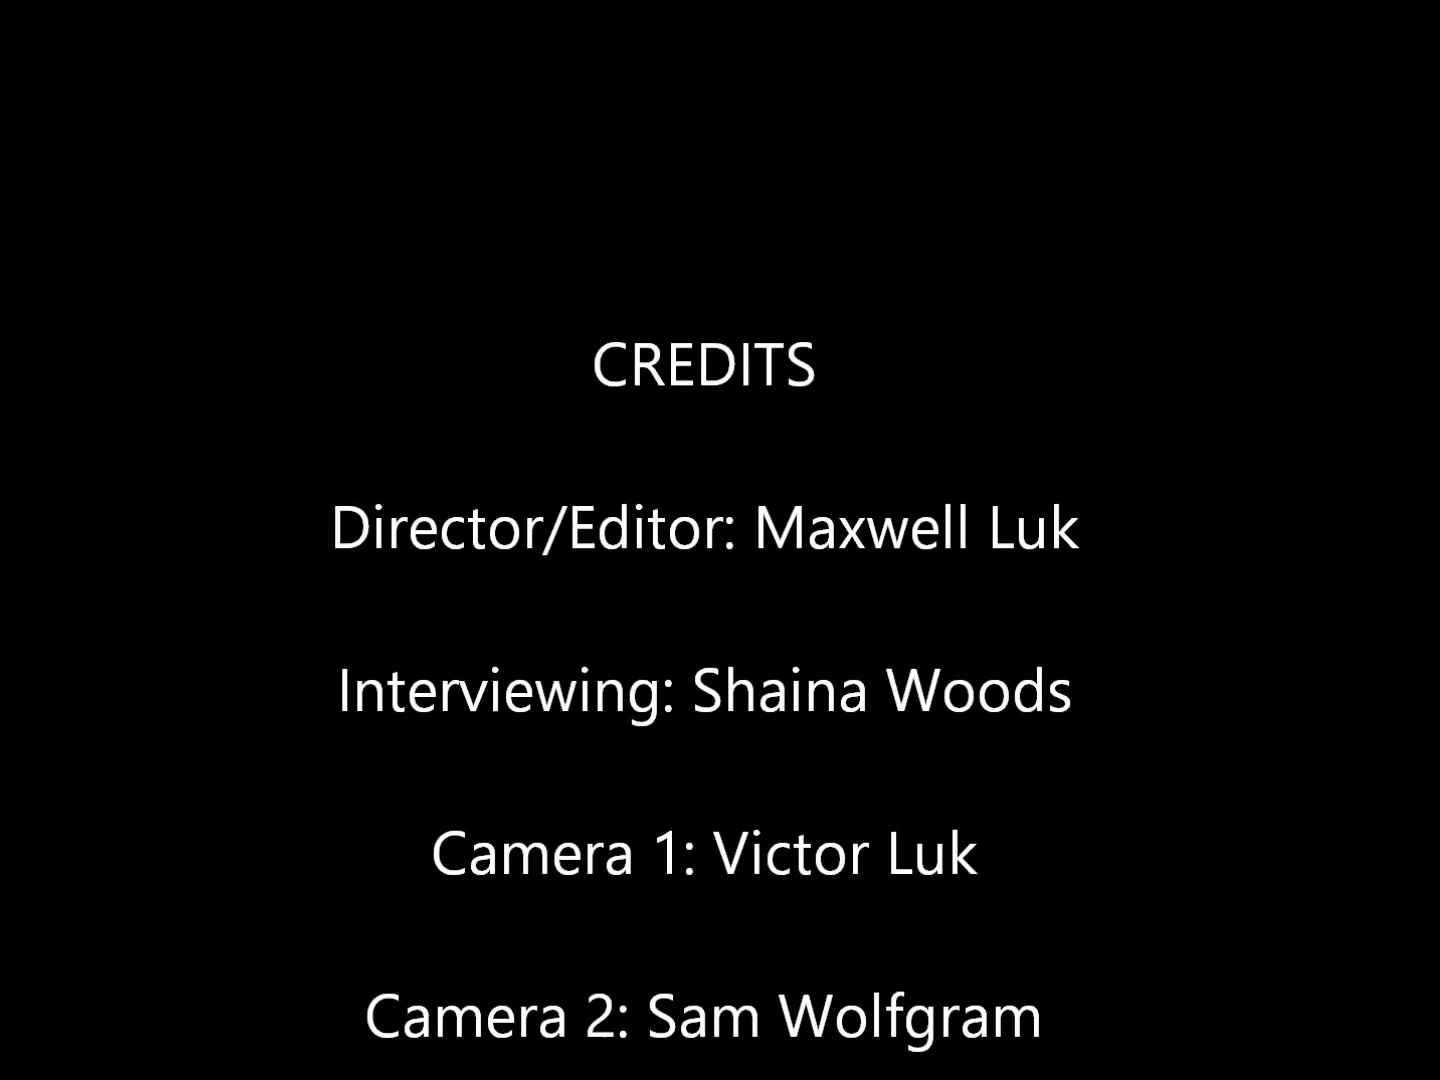 CREDITS
Director/Editor: Maxwell Luk
Interviewing: Shaina Woods
Camera 1: Victor Luk
Camera 2: Sam Wolfgram